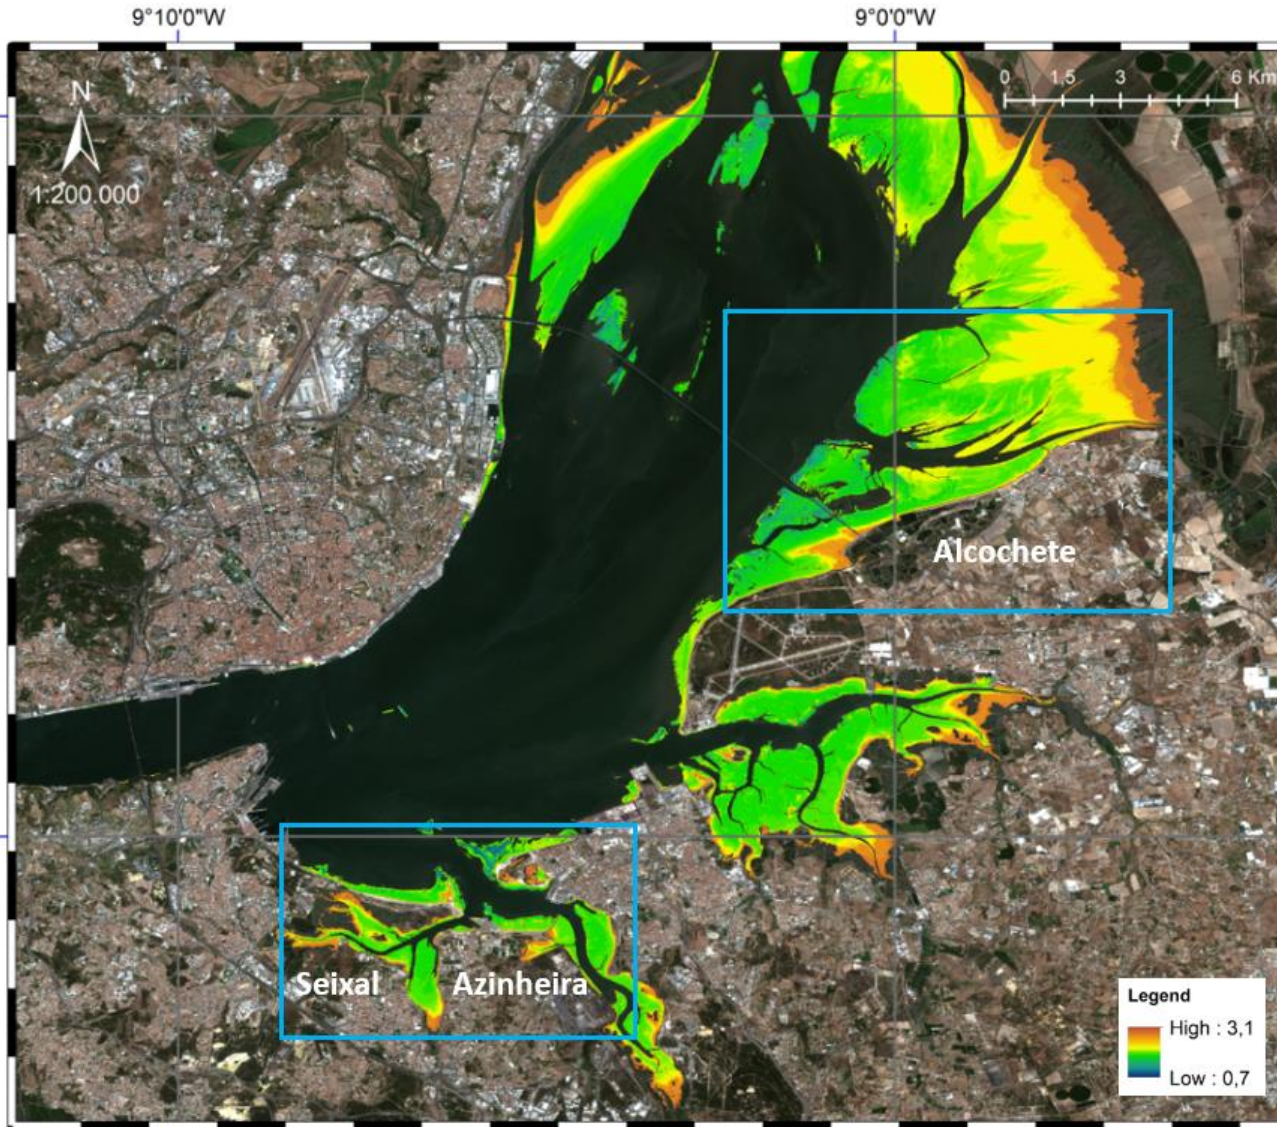 9°10'0"W
9°0'0"W
N
0 1,5 3 6 Km
1:200.000
Alcochete
Seixal
Azinheira
Legend
High : 3,1
Low : 0,7